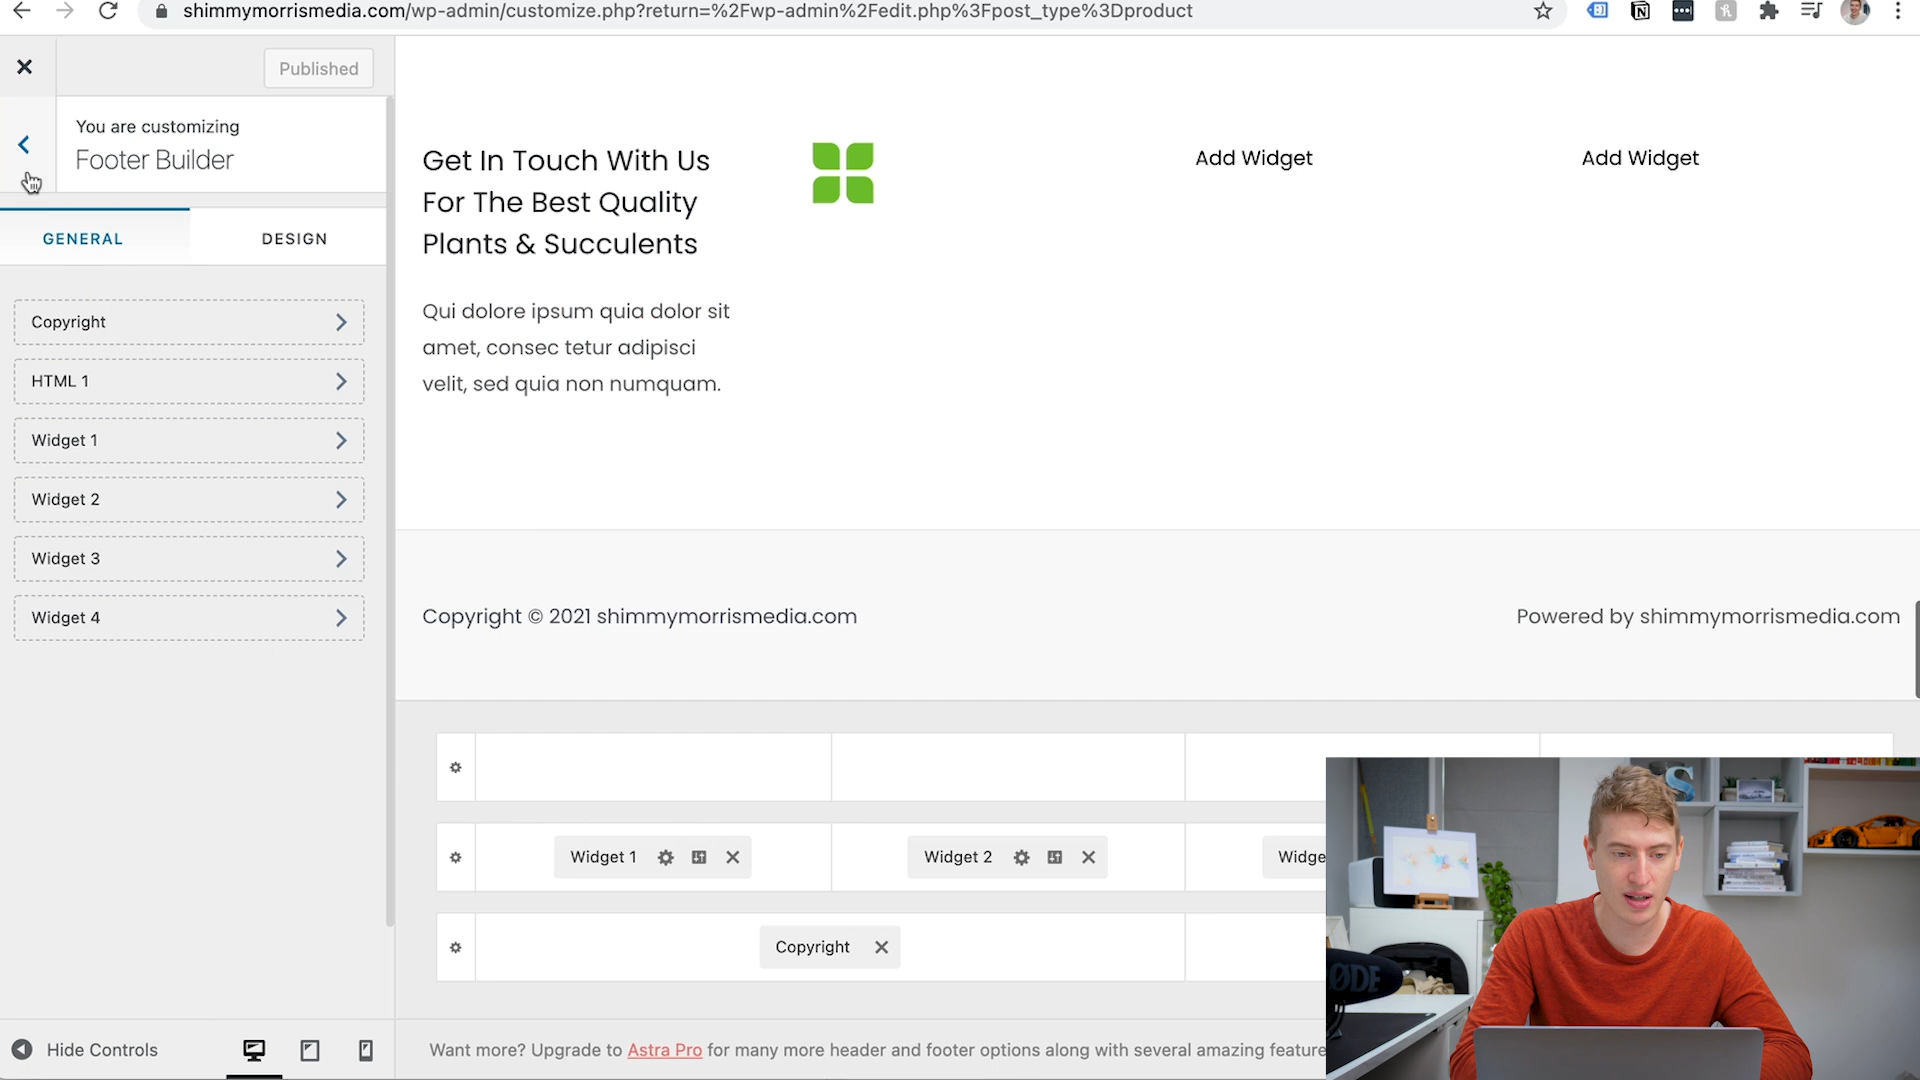 shimmymorrismedia.com/wp-admin/customize.php?return=%2Fwp-admin%2Fedit.php%3Fpost_type%3Dproduct
Published
You are customizing
Footer Builder
GENERAL
DESIGN
Copyright
HTML 1
Widget 1
Widget 2
Widget 3
Widget 4
Hide Controls
Get In Touch With Us
For The Best Quality
Plants & Succulents
Qui dolore ipsum quia dolor sit
amet, consec tetur adipisci
velit, sed quia non numquam.
Add Widget
Add Widget
Copyright © 2021 shimmymorrismedia.com
Powered by shimmymorrismedia.com
Widget 1
Widget 2
Widge
Copyright
Want more? Upgrade to Astra Pro for many more header and footer options along with several amazing feature
RØDE